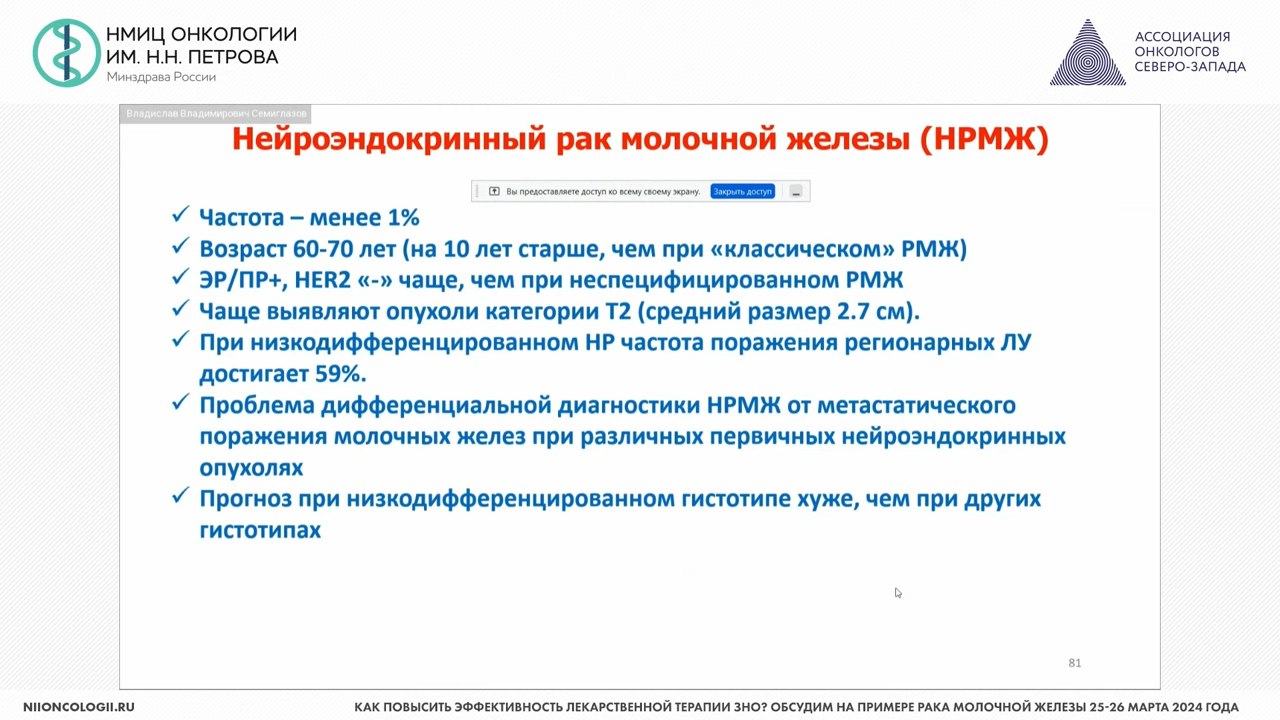 НМИЦ ОНКОЛОГИИ
ИМ. Н.Н. ПЕТРОВА
Минздрава России
АССОЦИАЦИЯ
ОНКОЛОГОВ
СЕВЕРО-ЗАПАДА
Владислав Владимирович Семиглазов
Нейроэндокринный рак молочной железы (НРМЖ)
Вы предоставляете доступ ко всему своему экрану. Закрыть доступ
Частота – менее 1%
Возраст 60-70 лет (на 10 лет старше, чем при «классическом» РМЖ)
ЭР/ПР+, HER2 «-» чаще, чем при неспецифицированном РМЖ
Чаще выявляют опухоли категории Т2 (средний размер 2.7 см).
При низкодифференцированном НР частота поражения регионарных ЛУ
достигает 59%.
Проблема дифференциальной диагностики НРМЖ от метастатического
поражения молочных желез при различных первичных нейроэндокринных
опухолях
Прогноз при низкодифференцированном гистотипе хуже, чем при других
гистотипах
81
NIIONCOLOGII.RU
КАК ПОВЫСИТЬ ЭФФЕКТИВНОСТЬ ЛЕКАРСТВЕННОЙ ТЕРАПИИ ЗНО? ОБСУДИМ НА ПРИМЕРЕ РАКА МОЛОЧНОЙ ЖЕЛЕЗЫ 25-26 МАРТА 2024 ГОДА